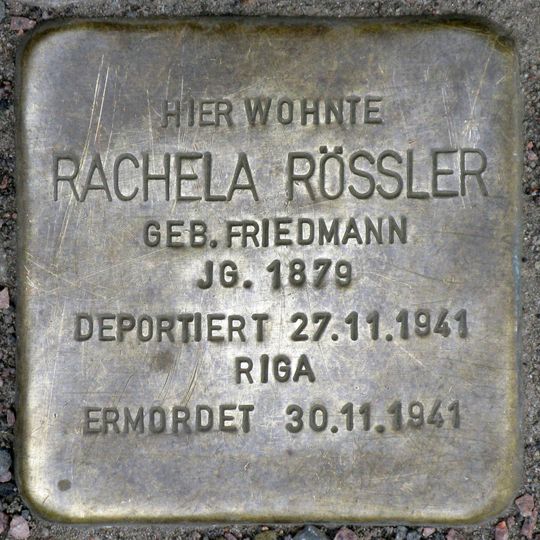 HIER WOHNTE
RACHELA RÖSSLER
GEB. FRIEDMANN
JG. 1879
DEPORTIERT 27.11.1941
RIGA
ERMORDET 30.11.1941